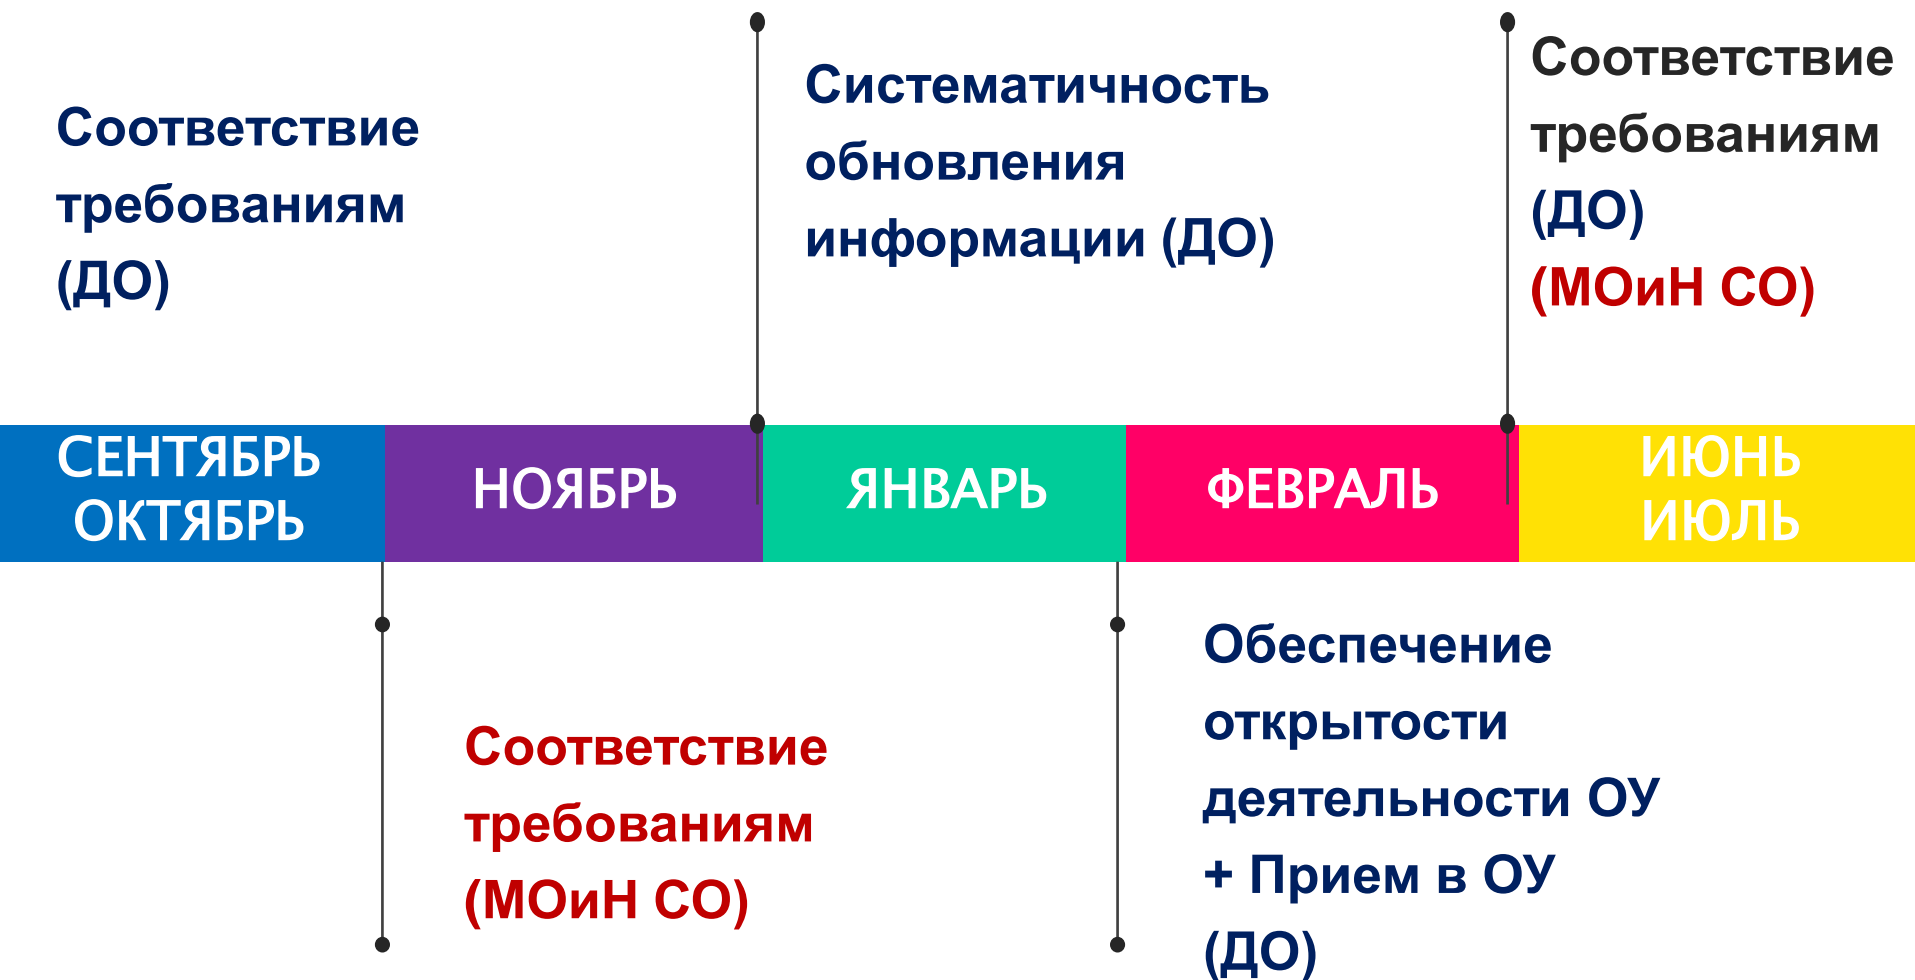 Соответствие
требованиям
(ДО)
Систематичность
обновления
информации (ДО)
Соответствие
требованиям
(ДО)
(МОиН СО)
СЕНТЯБРЬ
ОКТЯБРЬ
НОЯБРЬ
ЯНВАРЬ
ФЕВРАЛЬ
ИЮНЬ
ИЮЛЬ
Соответствие
требованиям
(МОиН СО)
Обеспечение
открытости
деятельности ОУ
+ Прием в ОУ
(ДО)